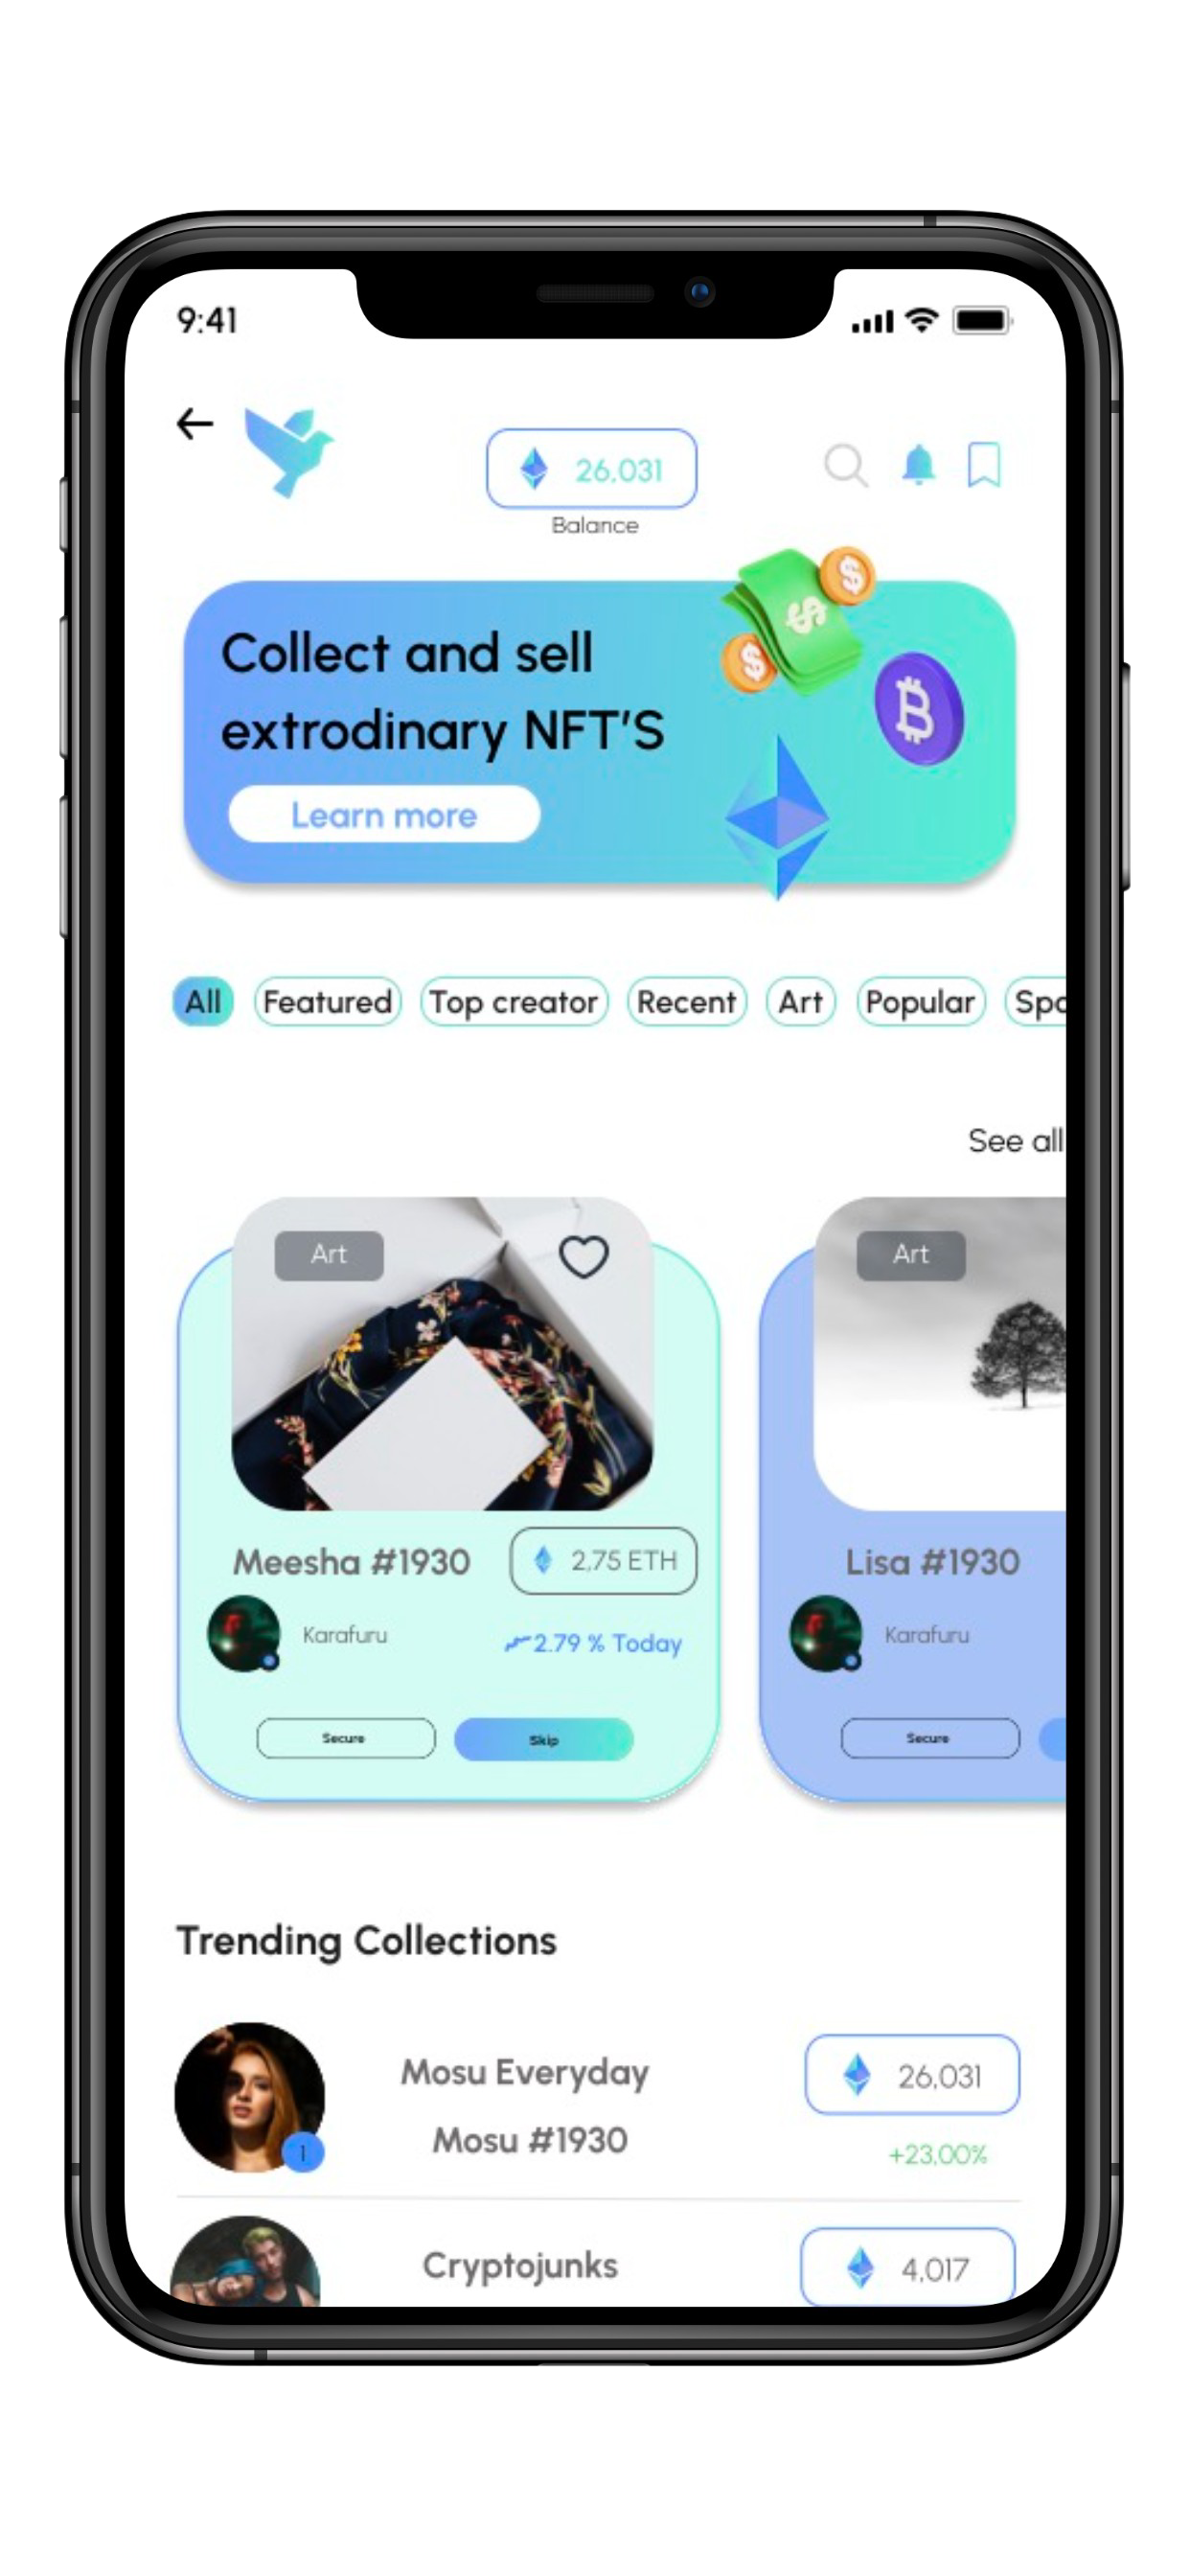 9:41
26,031
Balance
Collect and sell
extrodinary NFT'S
Learn more
All Featured Top creator Recent Art Popular Spo
See all
Art Art
Meesha #1930 2,75 ETH Lisa #1930
Karafuru 2.79 % Today Karafuru
Secure Skip Secure
Trending Collections
Mosu Everyday 26,031
Mosu #1930 +23,00%
1
Cryptojunks 4,017